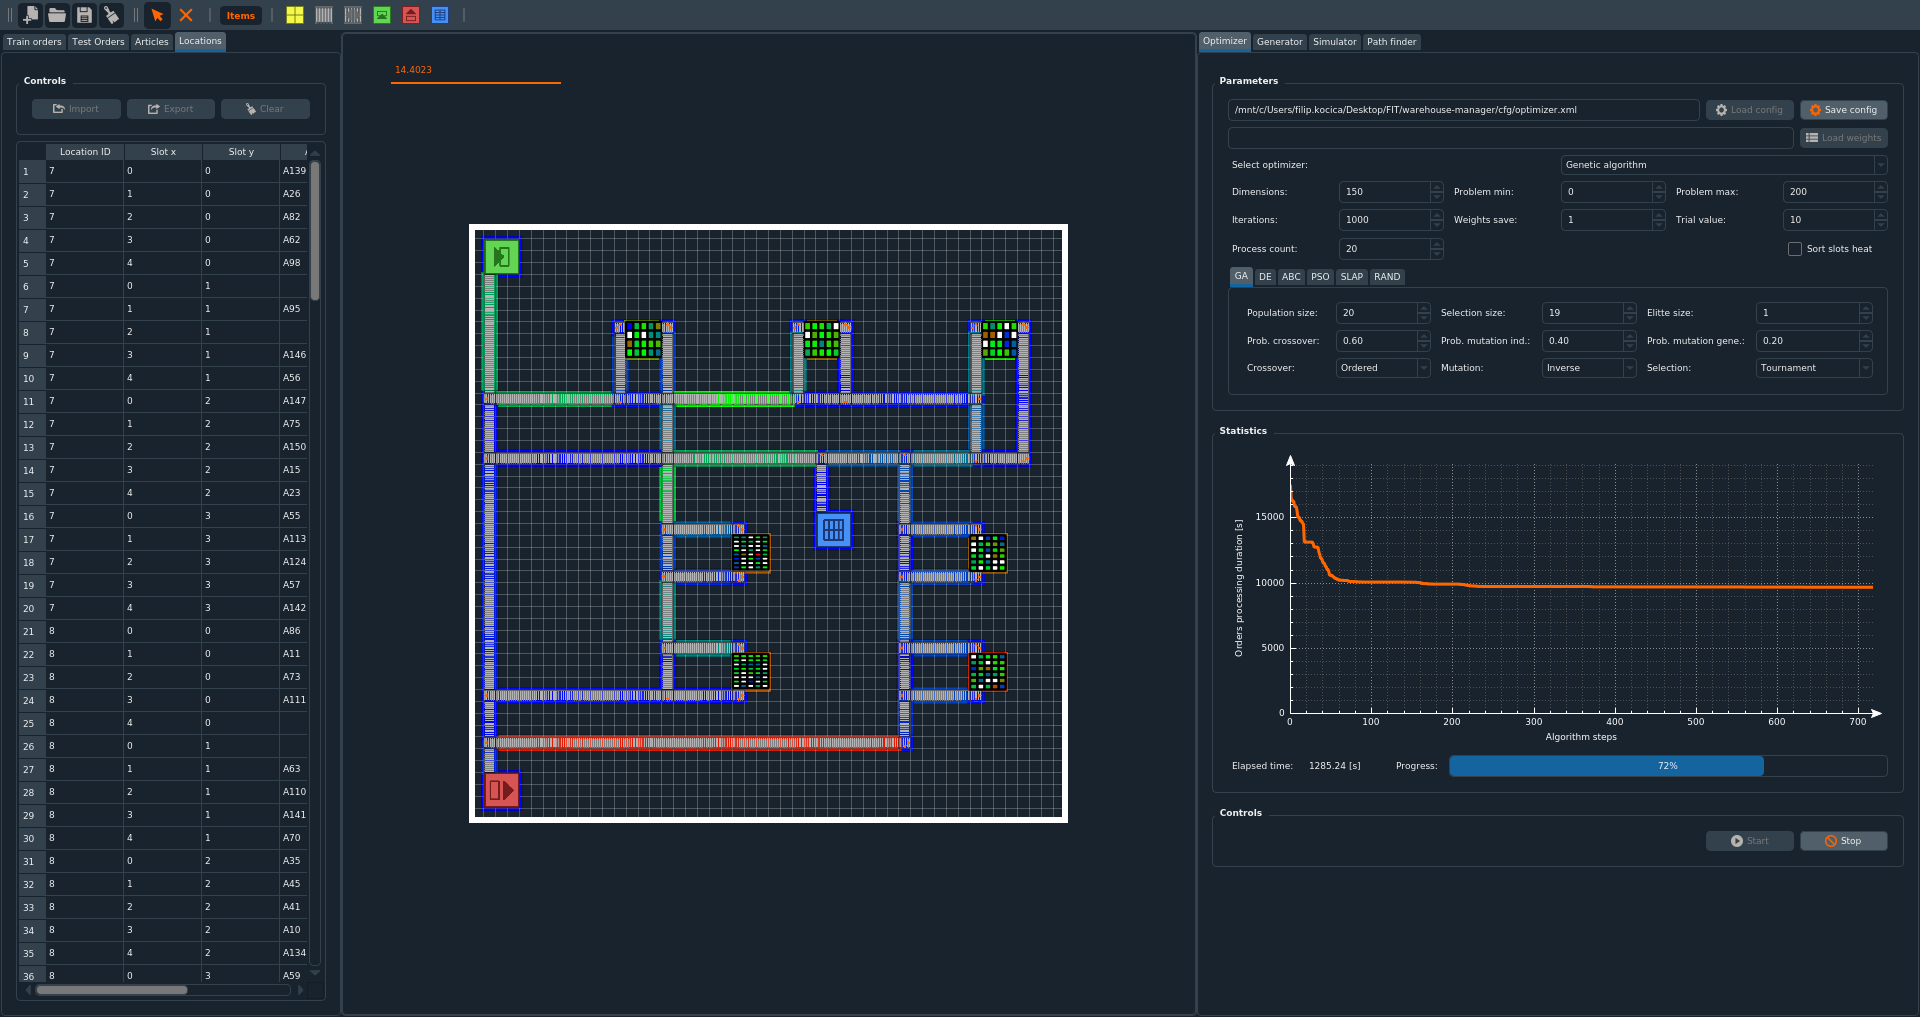 Items
Train orders Test Orders Articles Locations
Controls
Import Export Clear
Location ID Slot x Slot y
1 7 0 0 A139
2 7 1 0 A26
3 7 2 0 A82
4 7 3 0 A62
5 7 4 0 A98
6 7 0 1
7 7 1 1 A95
8 7 2 1
9 7 3 1 A146
10 7 4 1 A56
11 7 0 2 A147
12 7 1 2 A75
13 7 2 2 A150
14 7 3 2 A15
15 7 4 2 A23
16 7 0 3 A55
17 7 1 3 A113
18 7 2 3 A124
19 7 3 3 A57
20 7 4 3 A142
21 8 0 0 A86
22 8 1 0 A11
23 8 2 0 A73
24 8 3 0 A111
25 8 4 0
26 8 0 1
27 8 1 1 A63
28 8 2 1 A110
29 8 3 1 A141
30 8 4 1 A70
31 8 0 2 A35
32 8 1 2 A45
33 8 2 2 A41
34 8 3 2 A10
35 8 4 2 A134
36 8 0 3 A59
14.4023
Optimizer Generator Simulator Path finder
Parameters
/mnt/c/Users/filip.kocica/Desktop/FIT/warehouse-manager/cfg/optimizer.xml Load config Save config
Load weights
Select optimizer: Genetic algorithm
Dimensions: 150 Problem min: 0 Problem max: 200
Iterations: 1000 Weights save: 1 Trial value: 10
Process count: 20 Sort slots heat
GA DE ABC PSO SLAP RAND
Population size: 20 Selection size: 19 Elitte size: 1
Prob. crossover: 0.60 Prob. mutation ind.: 0.40 Prob. mutation gene.: 0.20
Crossover: Ordered Mutation: Inverse Selection: Tournament
Statistics
Orders processing duration [s]
15000
10000
5000
0
0 100 200 300 400 500 600 700
Algorithm steps
Elapsed time: 1285.24 [s] Progress: 72%
Controls
Start Stop